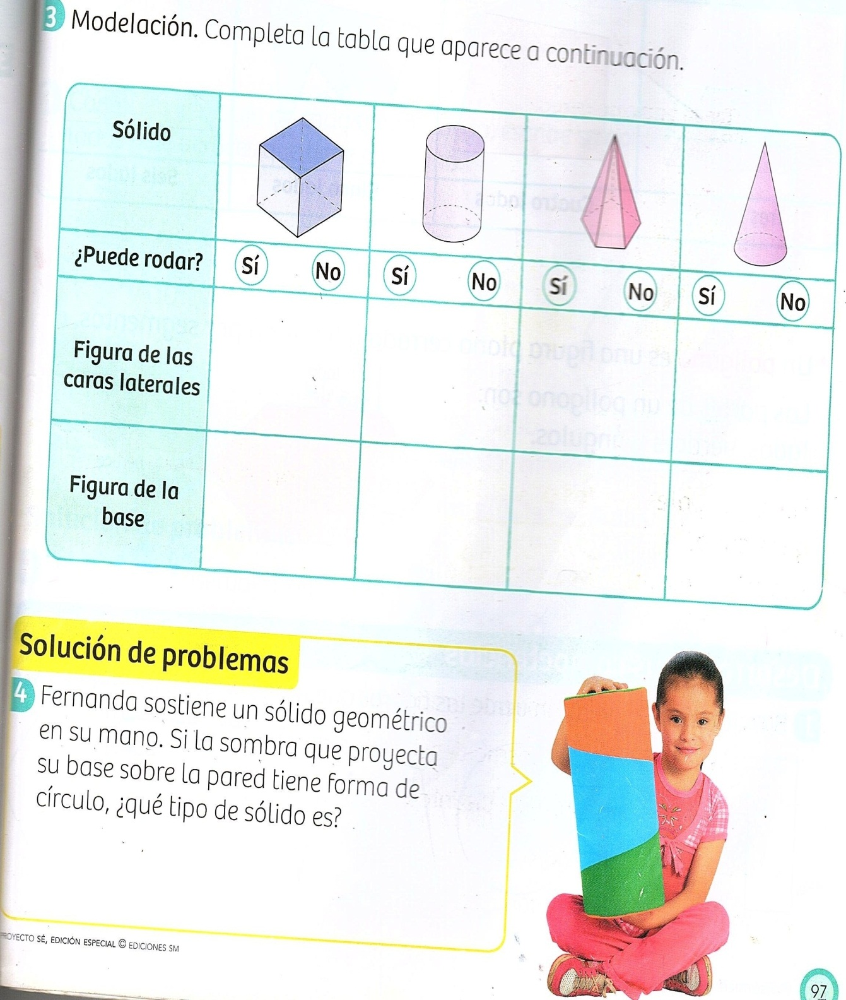 3 Modelación. Completa la tabla que aparece a continuación.
Sólido
¿Puede rodar? Sí No Sí No Sí No Sí No
Figura de las
caras laterales
Figura de la
base
Solución de problemas
4 Fernanda sostiene un sólido geométrico
en su mano. Si la sombra que proyecta
su base sobre la pared tiene forma de
círculo, ¿qué tipo de sólido es?
PROYECTO SÉ, EDICIÓN ESPECIAL © EDICIONES SM
97